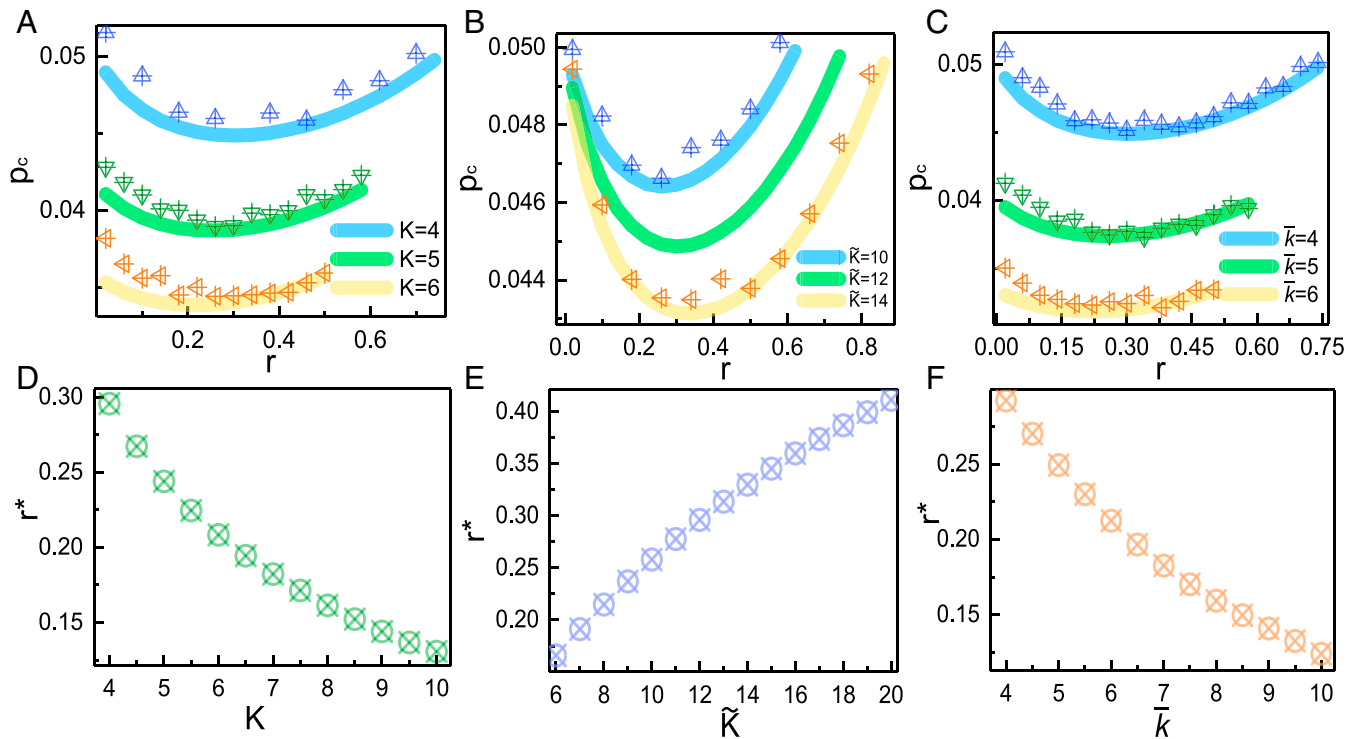 A
0.05
0.04
p_c
0.0 0.2 0.4 0.6
r
K=4
K=5
K=6
B
0.050
0.048
0.046
0.044
p_c
0.0 0.2 0.4 0.6 0.8
r
K̃=10
K̃=12
K̃=14
C
0.05
0.04
p_c
0.00 0.15 0.30 0.45 0.60 0.75
r
k̄=4
k̄=5
k̄=6
D
0.30
0.25
0.20
0.15
r*
4 5 6 7 8 9 10
K
E
0.40
0.35
0.30
0.25
0.20
r*
6 8 10 12 14 16 18 20
K̃
F
0.25
0.20
0.15
r*
4 5 6 7 8 9 10
k̄